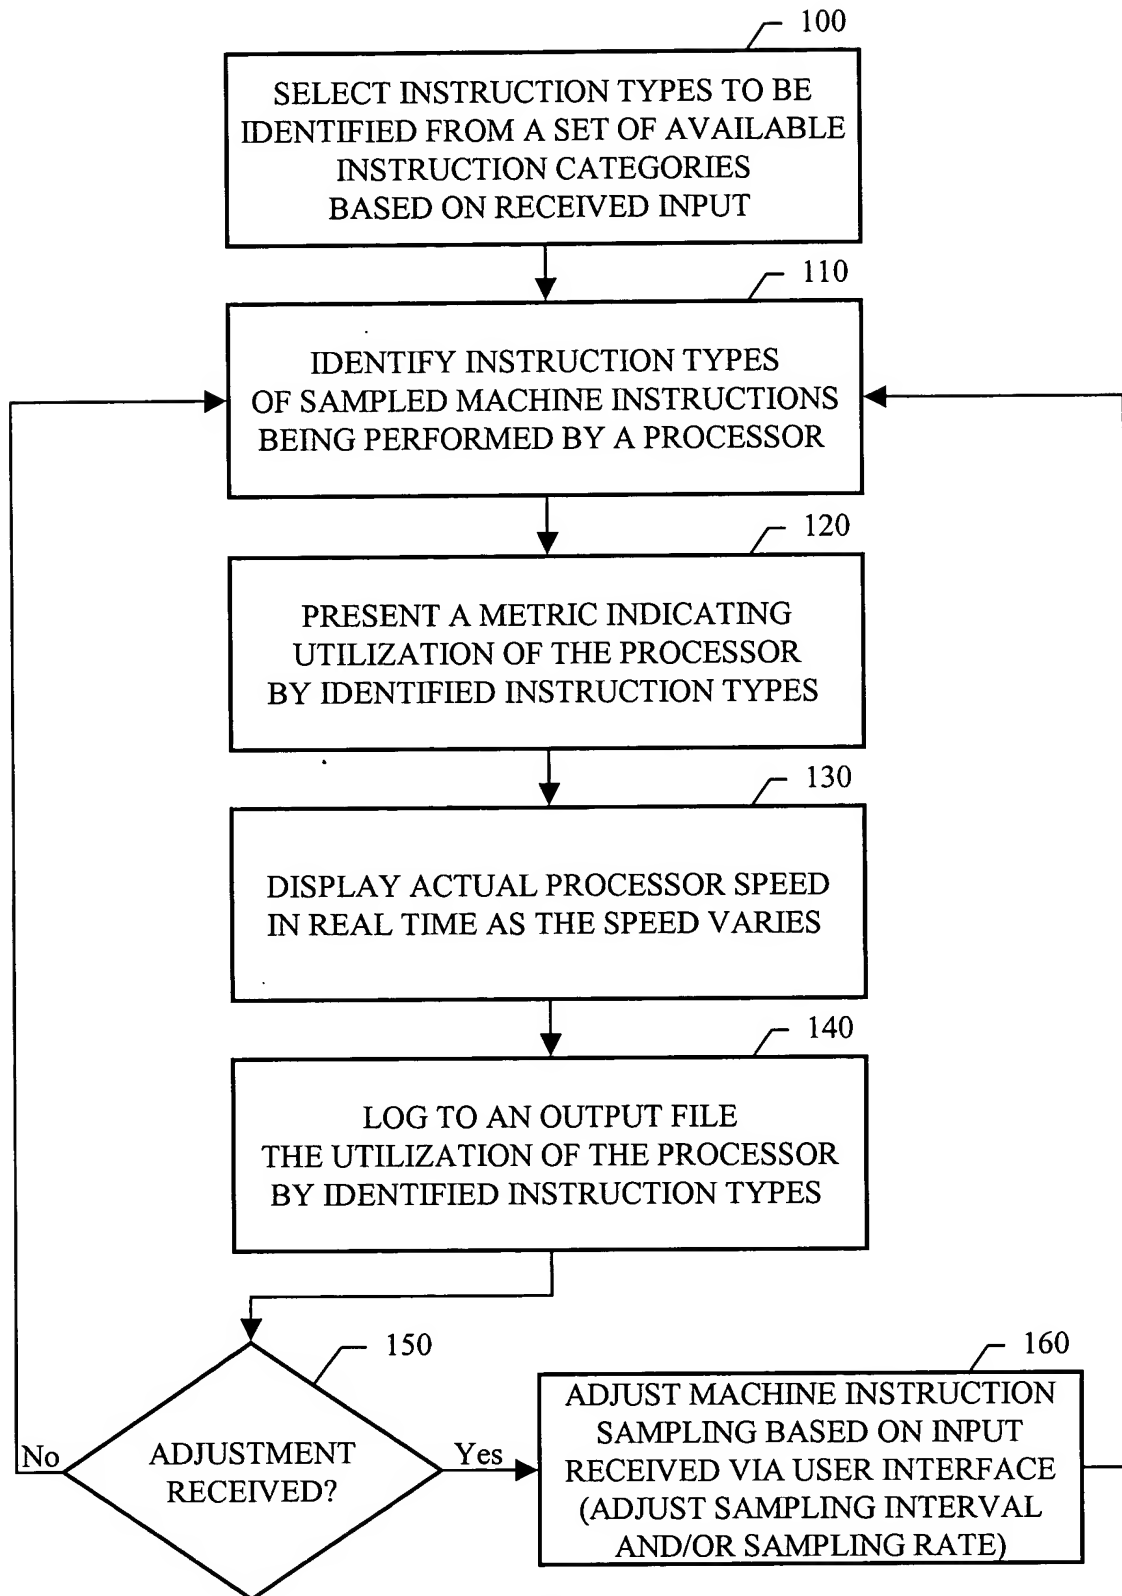 100
SELECT INSTRUCTION TYPES TO BE
IDENTIFIED FROM A SET OF AVAILABLE
INSTRUCTION CATEGORIES
BASED ON RECEIVED INPUT
110
IDENTIFY INSTRUCTION TYPES
OF SAMPLED MACHINE INSTRUCTIONS
BEING PERFORMED BY A PROCESSOR
120
PRESENT A METRIC INDICATING
UTILIZATION OF THE PROCESSOR
BY IDENTIFIED INSTRUCTION TYPES
130
DISPLAY ACTUAL PROCESSOR SPEED
IN REAL TIME AS THE SPEED VARIES
140
LOG TO AN OUTPUT FILE
THE UTILIZATION OF THE PROCESSOR
BY IDENTIFIED INSTRUCTION TYPES
150
ADJUSTMENT
RECEIVED?
No
Yes
160
ADJUST MACHINE INSTRUCTION
SAMPLING BASED ON INPUT
RECEIVED VIA USER INTERFACE
(ADJUST SAMPLING INTERVAL
AND/OR SAMPLING RATE)